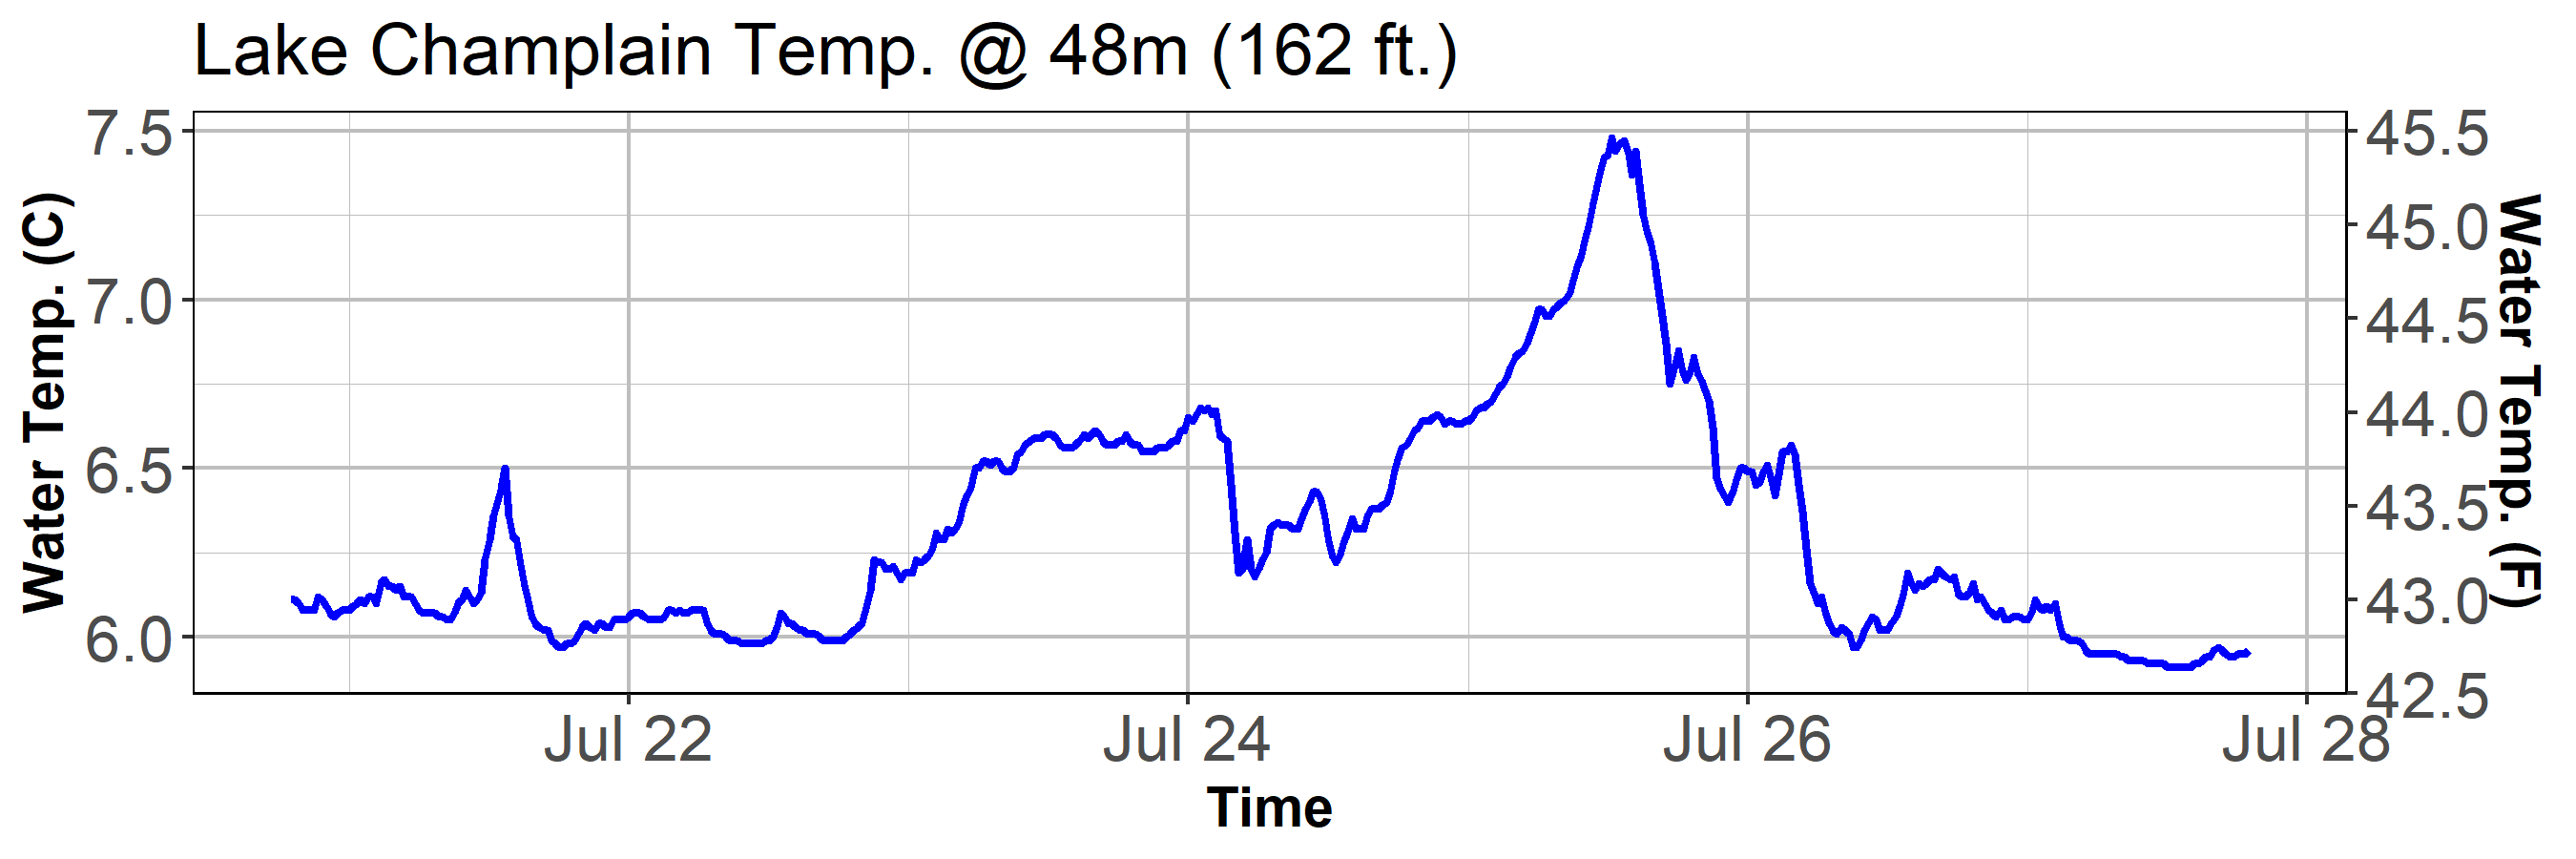 Lake Champlain Temp. @ 48m (162 ft.)
Water Temp. (C)
7.5
7.0
6.5
6.0
45.5
45.0
44.5
44.0
43.5
43.0
42.5
Water Temp. (F)
Jul 22
Jul 24
Jul 26
Jul 28
Time